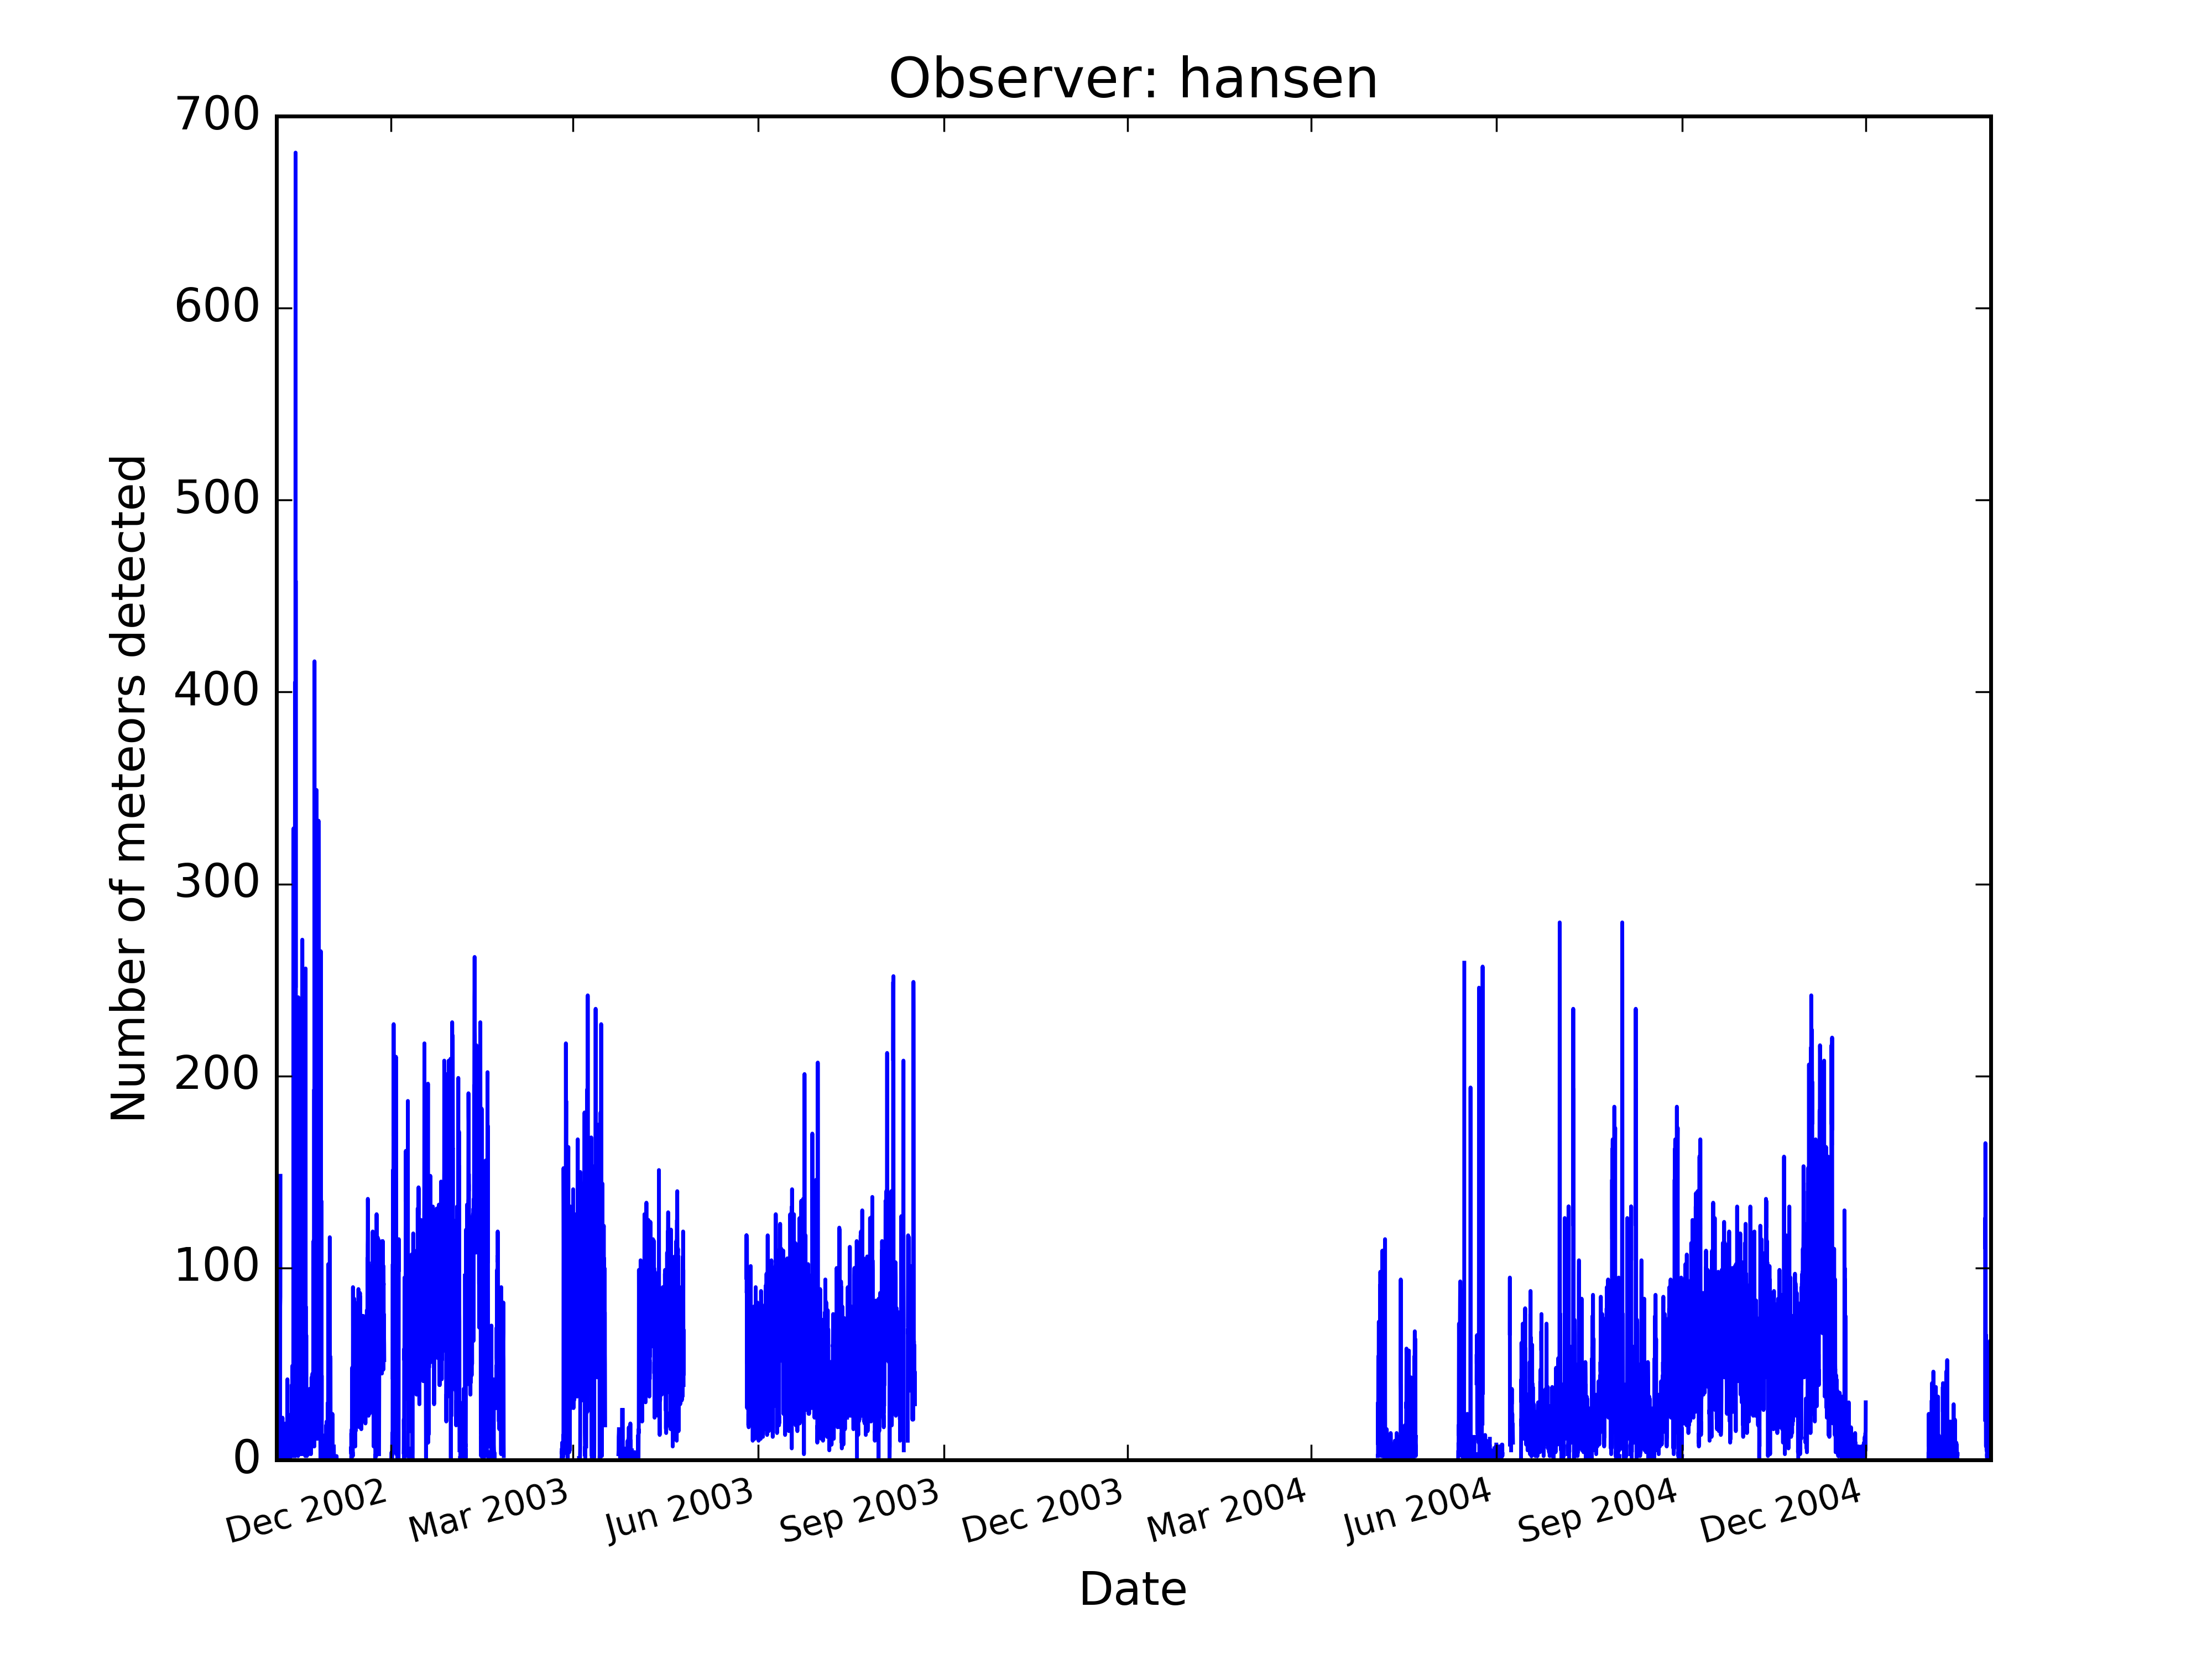 Observer: hansen
700
600
500
400
300
200
100
0
Number of meteors detected
Dec 2002
Mar 2003
Jun 2003
Sep 2003
Dec 2003
Mar 2004
Jun 2004
Sep 2004
Dec 2004
Date